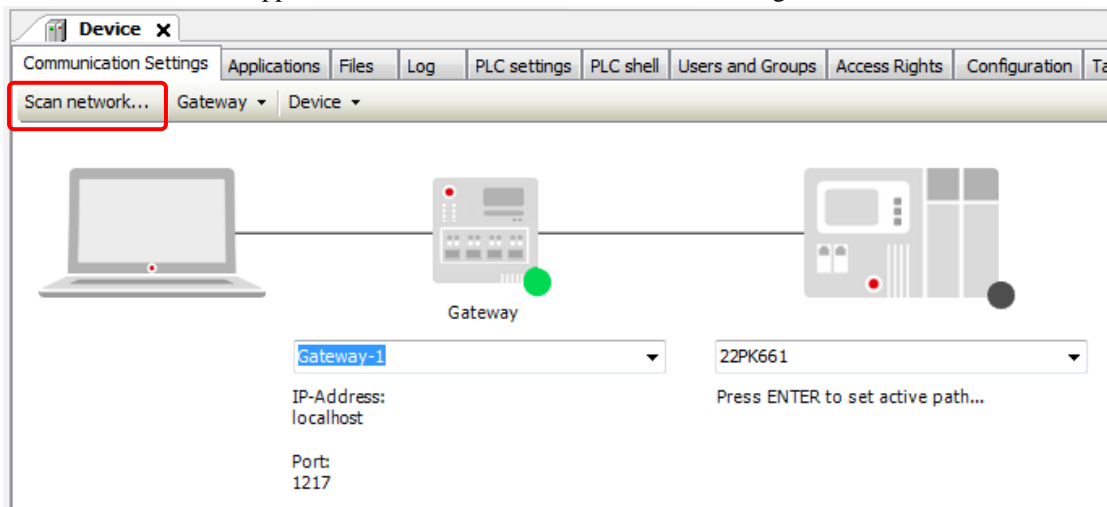 Device X
Communication Settings Applications Files Log PLC settings PLC shell Users and Groups Access Rights Configuration Ta
Scan network... Gateway Device
Gateway
Gateway-1 22PK661
IP-Address: Press ENTER to set active path...
localhost
Port:
1217